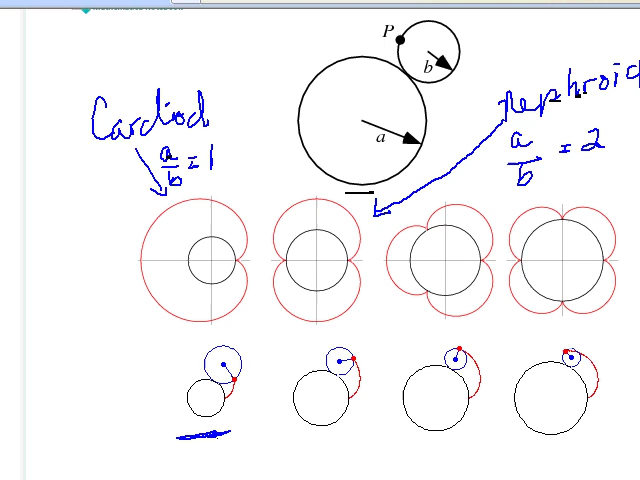 P
b
a
Cardiod
a/b = 1
Nephroid
a/b = 2